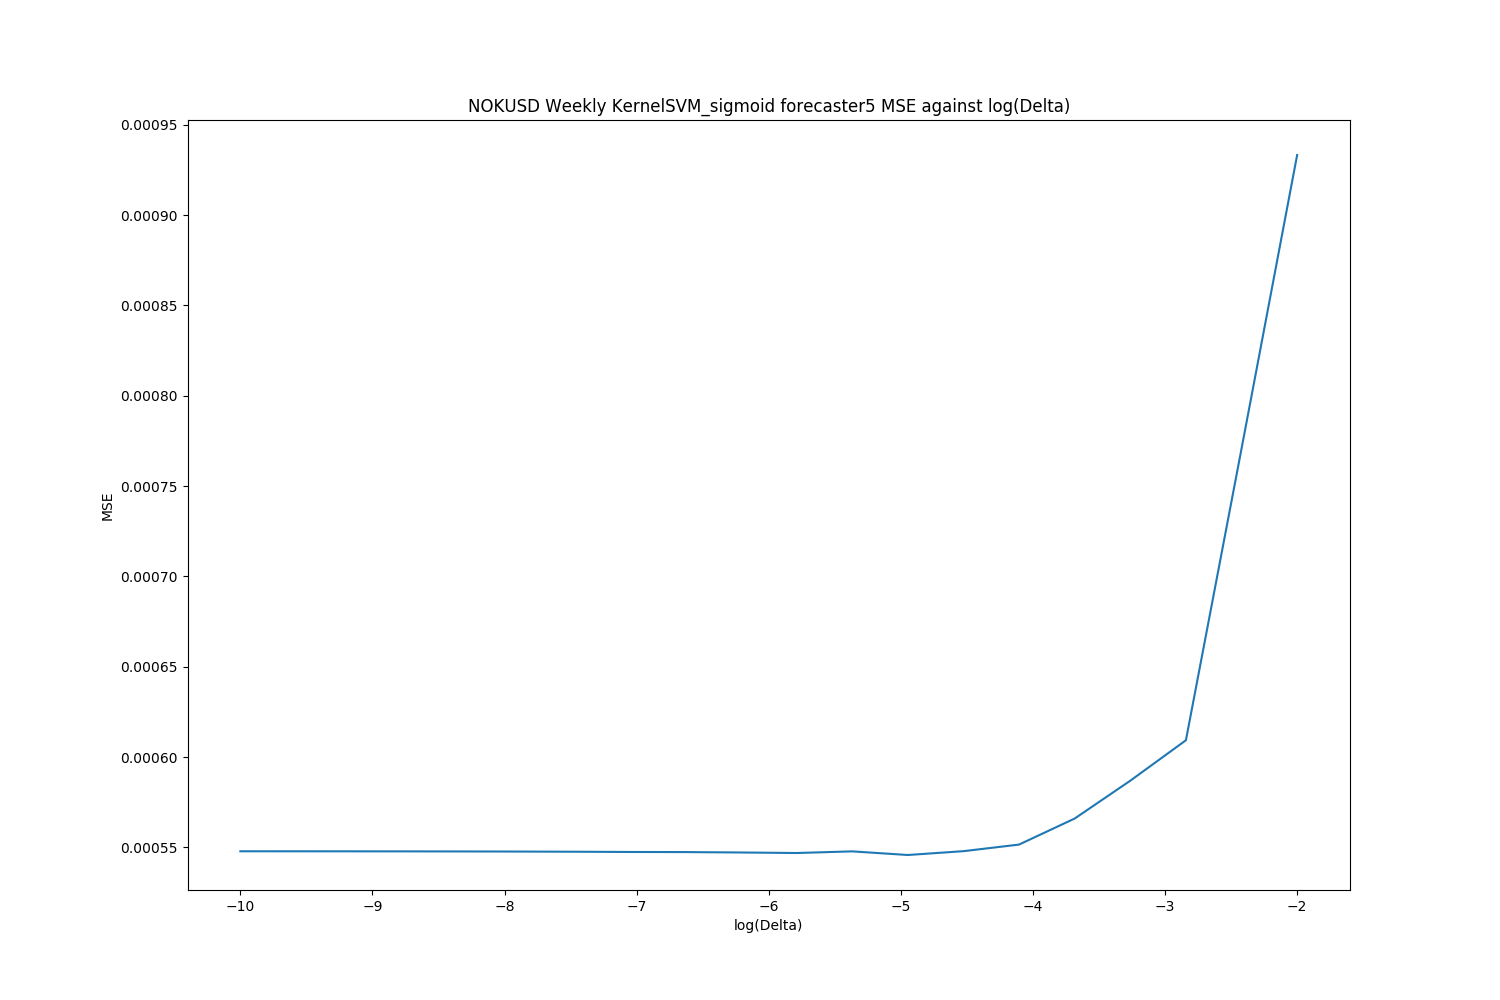 NOKUSD Weekly KernelSVM_sigmoid forecaster5 MSE against log(Delta)
0.00095
0.00090
0.00085
0.00080
0.00075
0.00070
0.00065
0.00060
0.00055
MSE
−10 −9 −8 −7 −6 −5 −4 −3 −2
log(Delta)